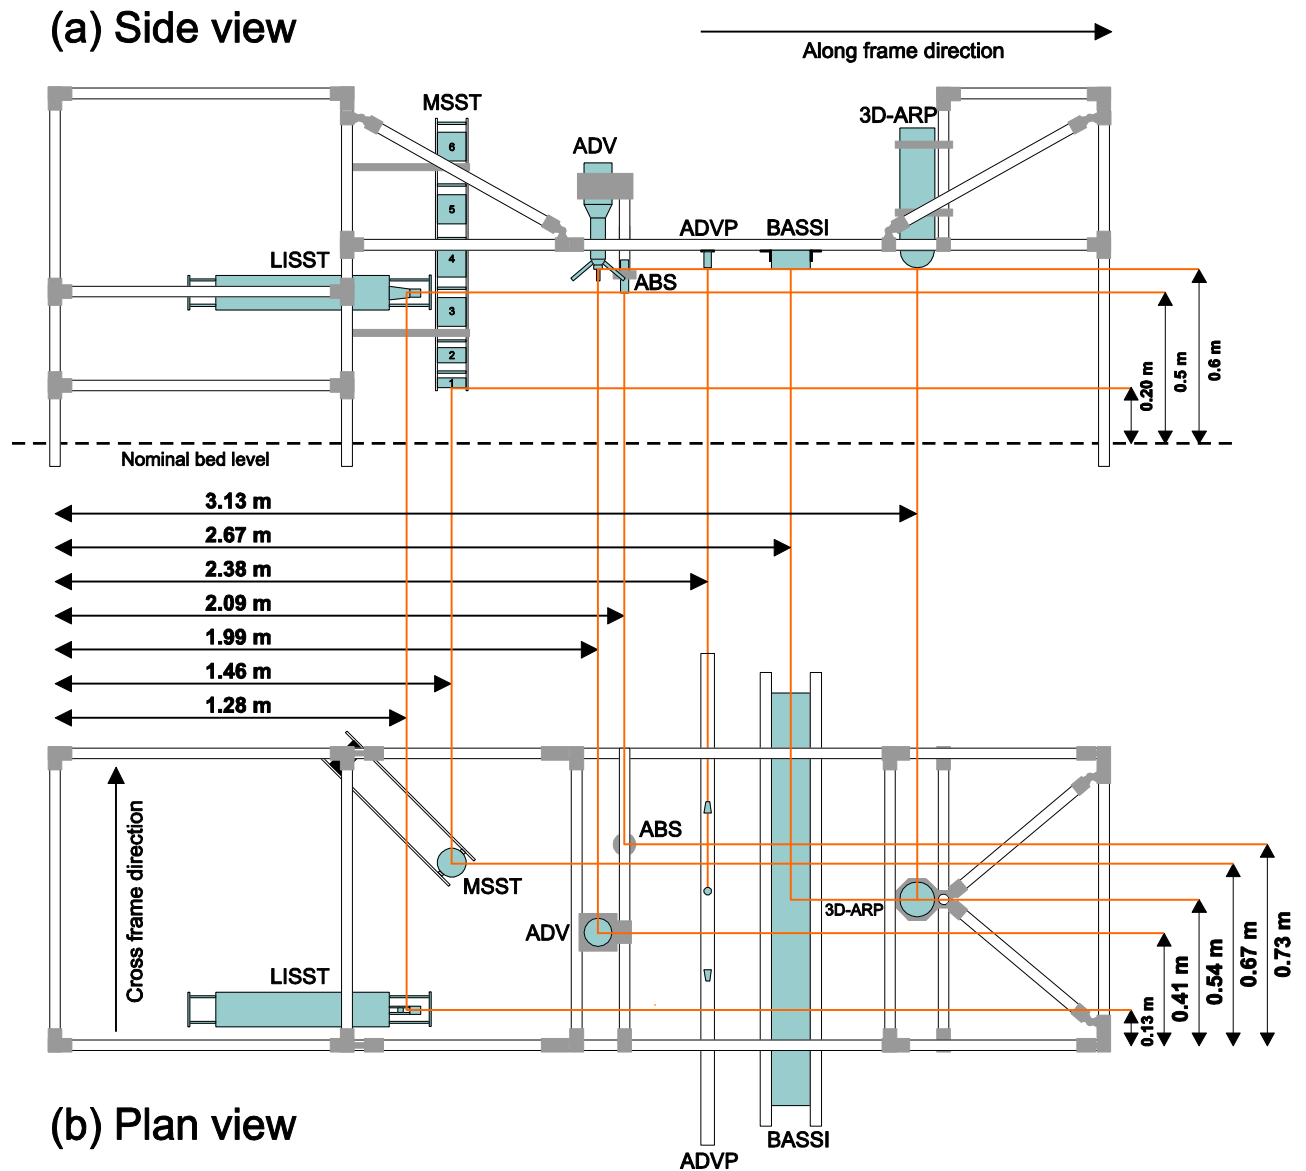 (a) Side view
Along frame direction
MSST
3D-ARP
ADV
6
5
ADVP
BASSI
LISST
4
ABS
3
2
1
0.20 m
0.5 m
0.6 m
Nominal bed level
3.13 m
2.67 m
2.38 m
2.09 m
1.99 m
1.46 m
1.28 m
Cross frame direction
ABS
MSST
3D-ARP
ADV
LISST
0.13 m
0.41 m
0.54 m
0.67 m
0.73 m
(b) Plan view
BASSI
ADVP